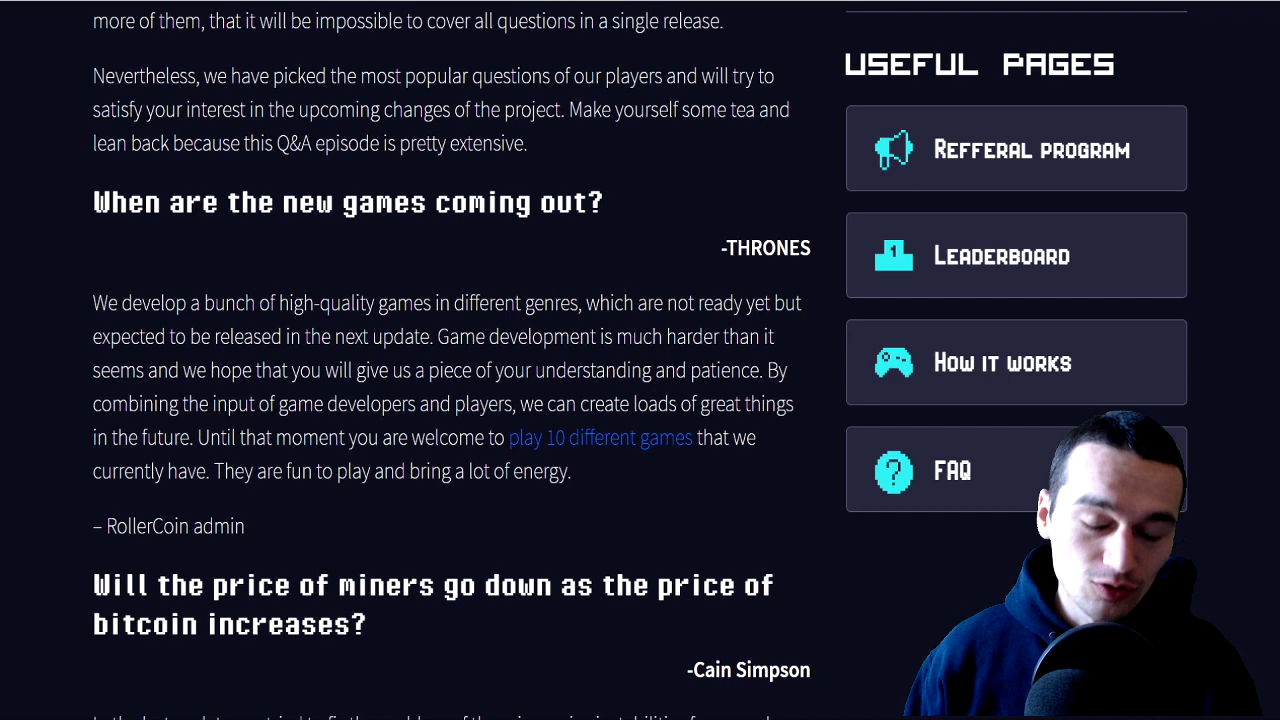 more of them, that it will be impossible to cover all questions in a single release.
Nevertheless, we have picked the most popular questions of our players and will try to
satisfy your interest in the upcoming changes of the project. Make yourself some tea and
lean back because this Q&A episode is pretty extensive.
When are the new games coming out?
-THRONES
We develop a bunch of high-quality games in different genres, which are not ready yet but
expected to be released in the next update. Game development is much harder than it
seems and we hope that you will give us a piece of your understanding and patience. By
combining the input of game developers and players, we can create loads of great things
in the future. Until that moment you are welcome to play 10 different games that we
currently have. They are fun to play and bring a lot of energy.
– RollerCoin admin
Will the price of miners go down as the price of
bitcoin increases?
-Cain Simpson
USEFUL PAGES
REFFERAL PROGRAM
1
LEADERBOARD
HOW IT WORKS
?
FAQ